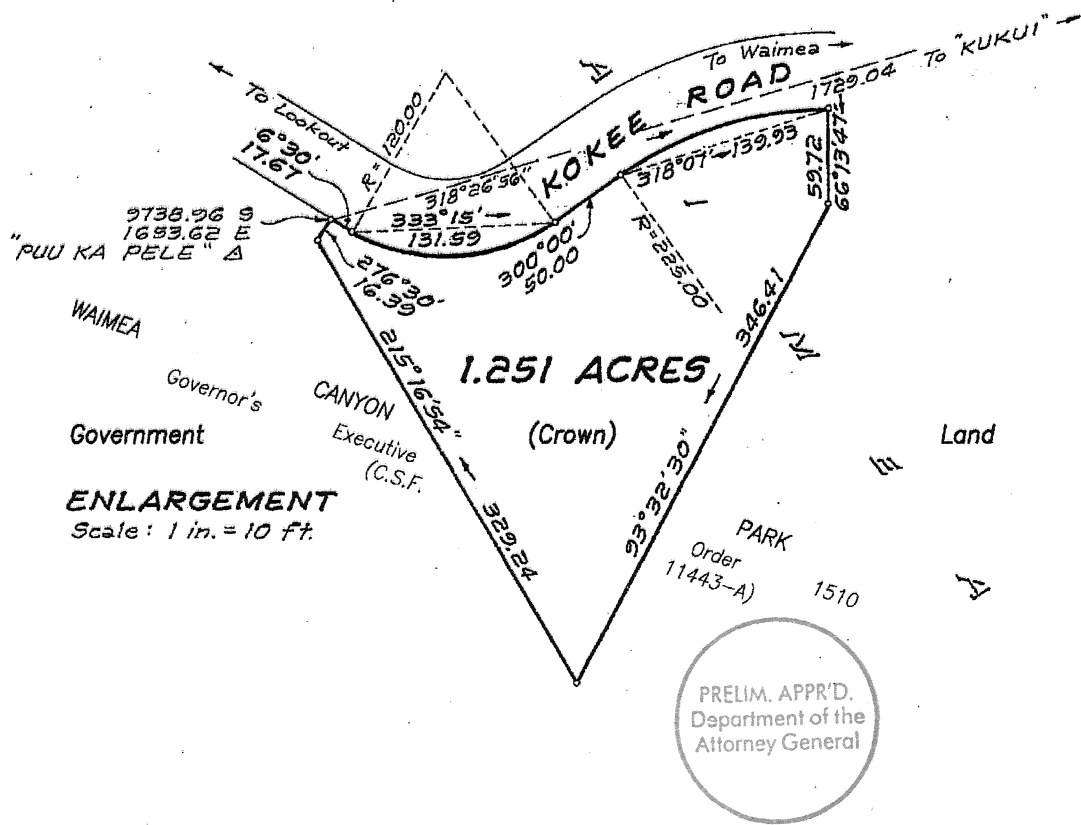 To "KUKUI"
To Waimea
1729.04
KOKEE ROAD
To Lookout
R=120.00
6°30'
17.67
318°26'56"
333°15'
131.59
318°07'
139.93
59.72
66°13'47"
9738.96 S
1653.62 E
"PUU KA PELE" Δ
276°30'
16.39
300°00'
50.00
R=225.00
346.41
93°32'30"
215°16'54"
329.24
1.251 ACRES
(Crown)
WAIMEA
CANYON
PARK
Governor's
Executive
Order
1510
(C.S.F.
11443-A)
Government
Land
W
A
I
M
E
A
ENLARGEMENT
Scale: 1 in. = 10 ft.
PRELIM. APPR'D.
Department of the
Attorney General